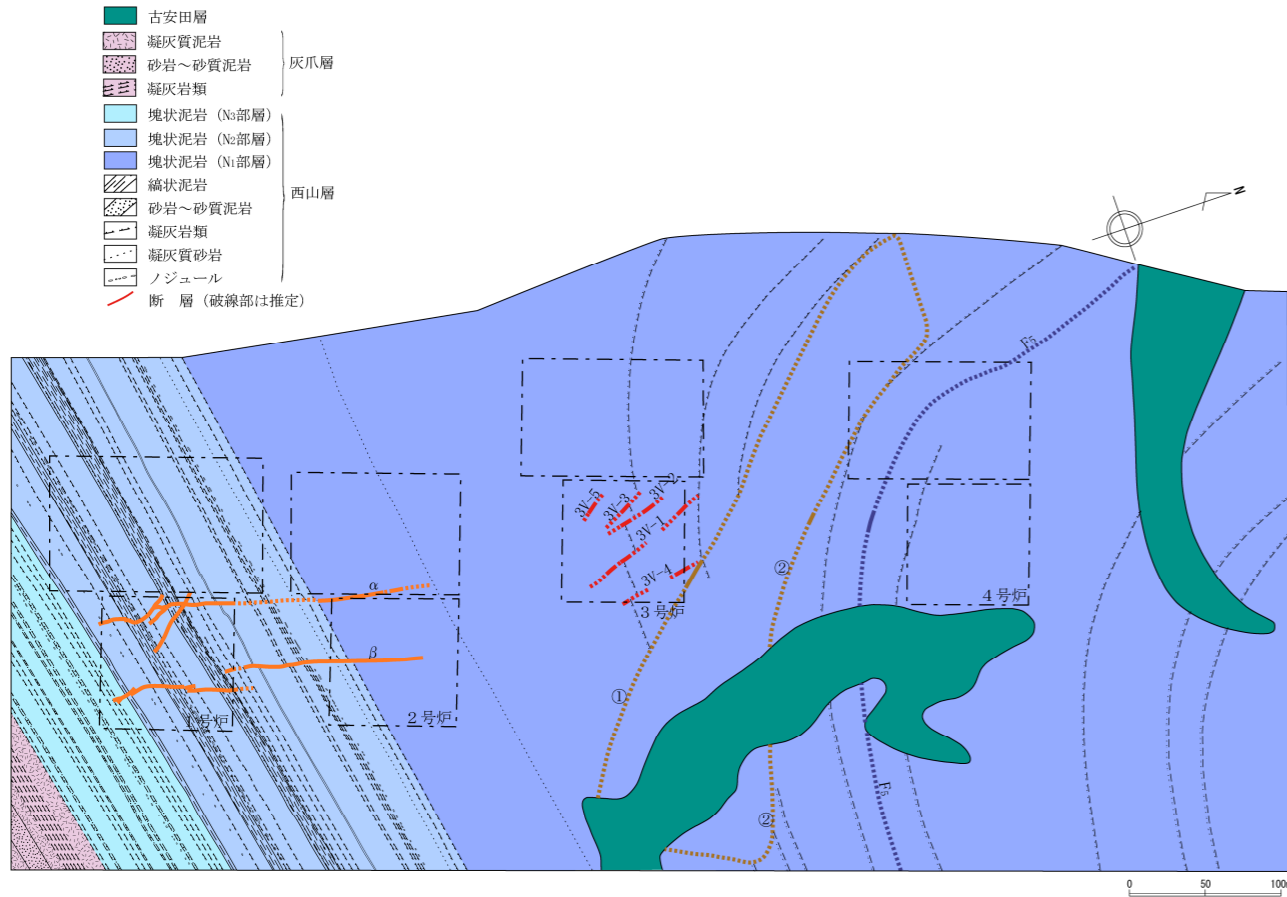 古安田層
凝灰質泥岩
砂岩～砂質泥岩
凝灰岩類
灰爪層
塊状泥岩（N₃部層）
塊状泥岩（N₂部層）
塊状泥岩（N₁部層）
縞状泥岩
砂岩～砂質泥岩
凝灰岩類
凝灰質砂岩
ノジュール
西山層
断　層（破線部は推定）
N
F₅
3V-5
3V-3
3V-2
3V-1
3V-4
３号炉
②
４号炉
α
β
①
１号炉
２号炉
F₅
②
0 50 100m